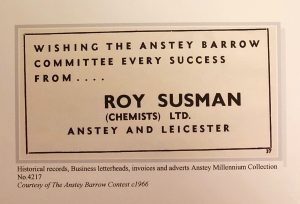 WISHING THE ANSTEY BARROW
COMMITTEE EVERY SUCCESS
FROM....
ROY SUSMAN
(CHEMISTS) LTD.
ANSTEY AND LEICESTER
Historical records, Business letterheads, invoices and adverts Anstey Millennium Collection
No.4217
Courtesy of The Anstey Barrow Contest c1966